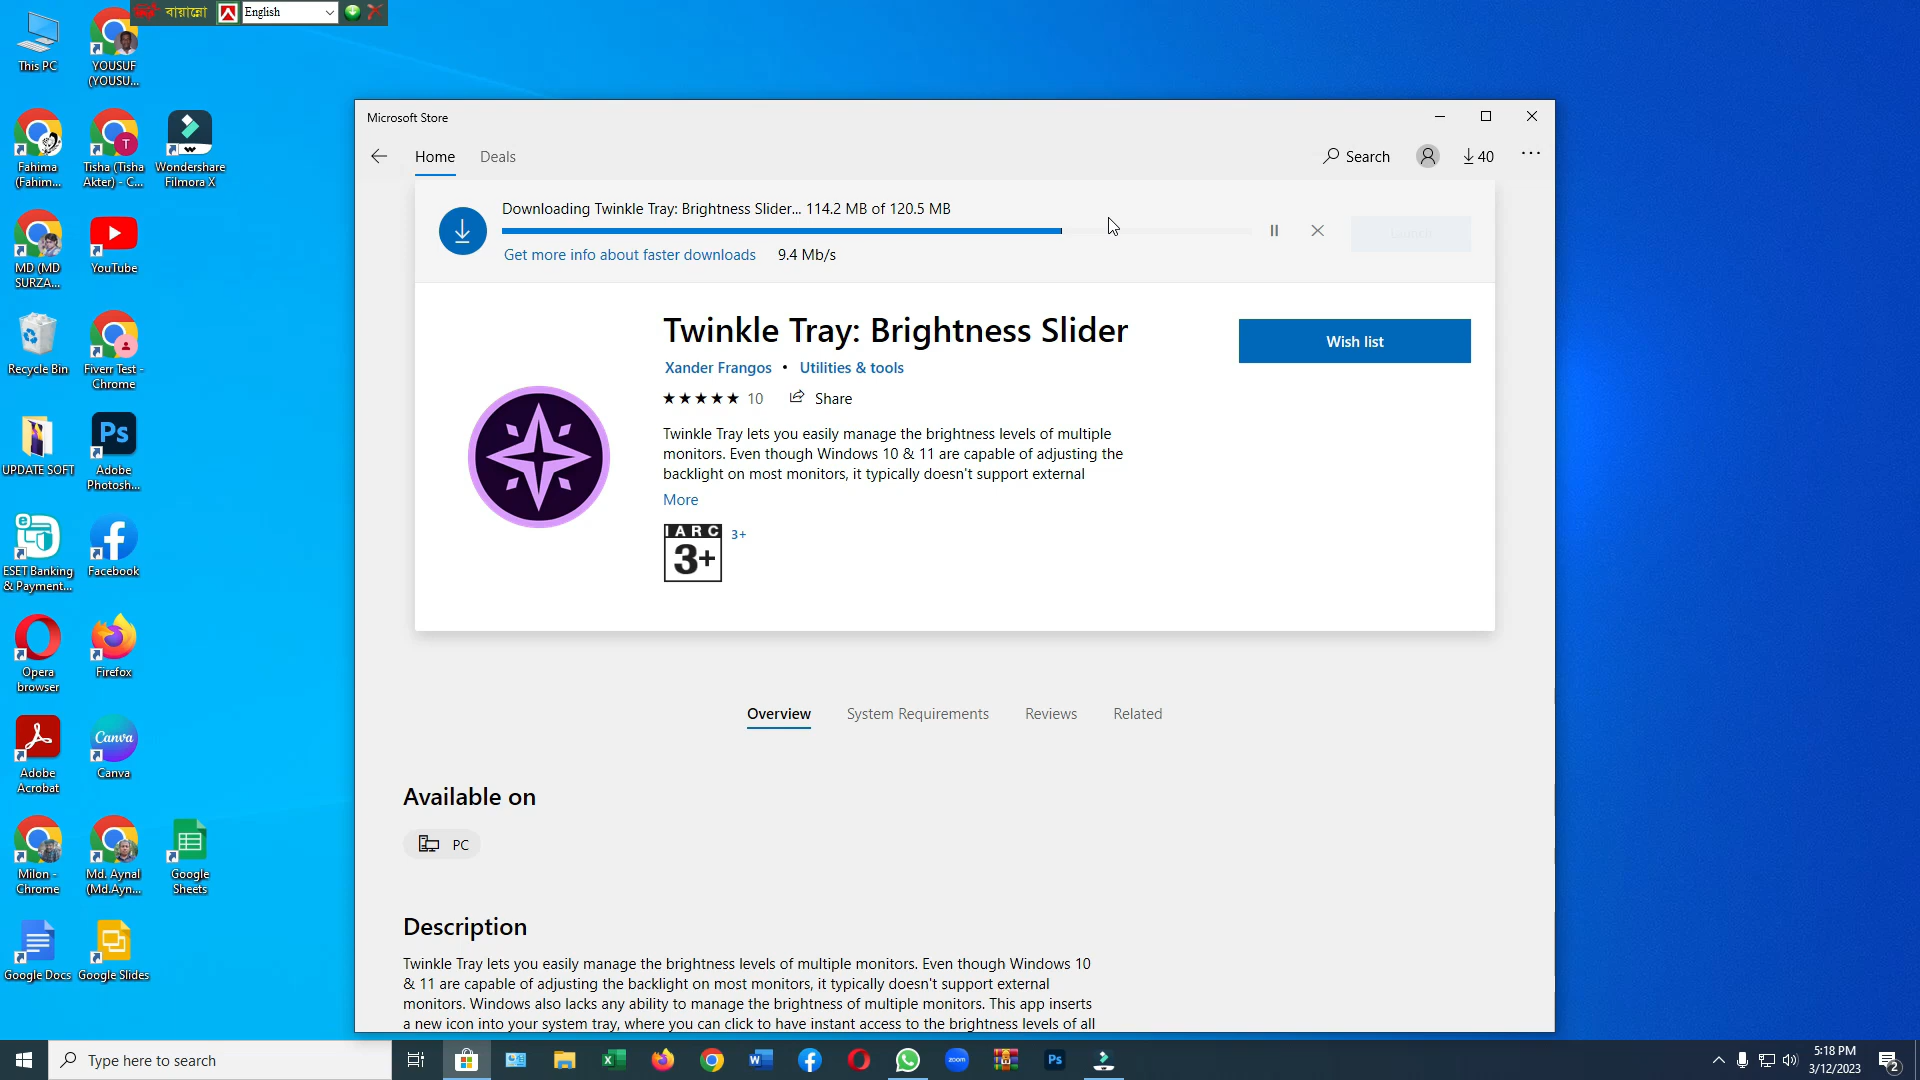 বায়ান্নো
English
This PC
YOUSUF
(YOUSU...
Fahima
(Fahim...
T
Tisha (Tisha
Akter) - C...
Wondershare
Filmora X
MD (MD
SURZA...
YouTube
Recycle Bin
Fiverr Test -
Chrome
UPDATE SOFT
Ps
Adobe
Photosh...
ESET Banking
& Payment...
Facebook
Opera
browser
Firefox
Adobe
Acrobat
Canva
Canva
Milon -
Chrome
Md. Aynal
(Md.Ayn...
Google
Sheets
Google Docs
Google Slides
Microsoft Store
Home
Deals
Search
40
Downloading Twinkle Tray: Brightness Slider... 114.2 MB of 120.5 MB
Get more info about faster downloads
9.4 Mb/s
Twinkle Tray: Brightness Slider
Wish list
Xander Frangos • Utilities & tools
★★★★★ 10
Share
Twinkle Tray lets you easily manage the brightness levels of multiple
monitors. Even though Windows 10 & 11 are capable of adjusting the
backlight on most monitors, it typically doesn't support external
More
IARC
3+
3+
Overview
System Requirements
Reviews
Related
Available on
PC
Description
Twinkle Tray lets you easily manage the brightness levels of multiple monitors. Even though Windows 10
& 11 are capable of adjusting the backlight on most monitors, it typically doesn't support external
monitors. Windows also lacks any ability to manage the brightness of multiple monitors. This app inserts
a new icon into your system tray, where you can click to have instant access to the brightness levels of all
Type here to search
zoom
Ps
5:18 PM
3/12/2023
2